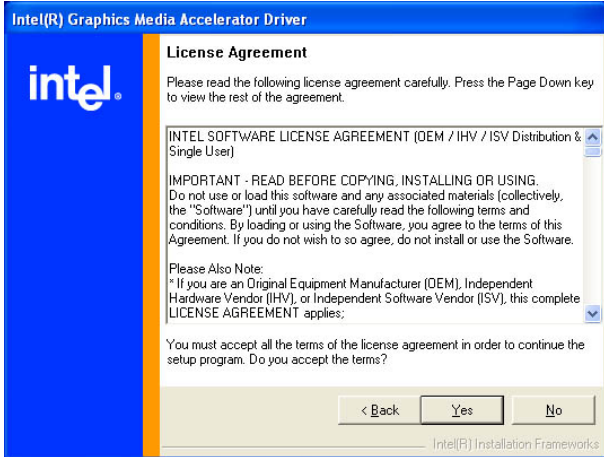 Intel(R) Graphics Media Accelerator Driver
intel.
License Agreement
Please read the following license agreement carefully. Press the Page Down key
to view the rest of the agreement.
INTEL SOFTWARE LICENSE AGREEMENT (OEM / IHV / ISV Distribution &
Single User)
IMPORTANT - READ BEFORE COPYING, INSTALLING OR USING.
Do not use or load this software and any associated materials (collectively,
the "Software") until you have carefully read the following terms and
conditions. By loading or using the Software, you agree to the terms of this
Agreement. If you do not wish to so agree, do not install or use the Software.
Please Also Note:
* If you are an Original Equipment Manufacturer (OEM), Independent
Hardware Vendor (IHV), or Independent Software Vendor (ISV), this complete
LICENSE AGREEMENT applies;
You must accept all the terms of the license agreement in order to continue the
setup program. Do you accept the terms?
< Back
Yes
No
Intel(R) Installation Frameworks